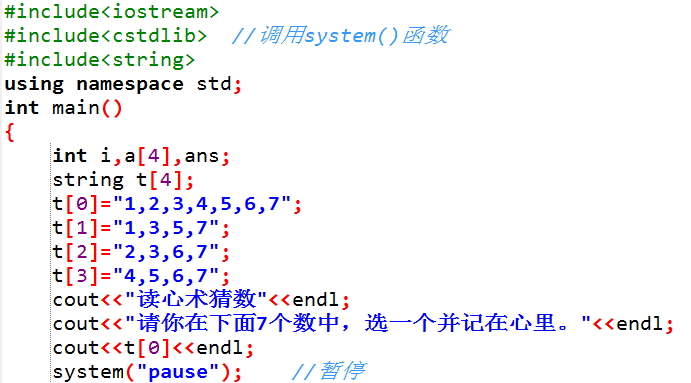 #include<iostream>
#include<cstdlib>  //调用system()函数
#include<string>
using namespace std;
int main()
{
    int i,a[4],ans;
    string t[4];
    t[0]="1,2,3,4,5,6,7";
    t[1]="1,3,5,7";
    t[2]="2,3,6,7";
    t[3]="4,5,6,7";
    cout<<"读心术猜数"<<endl;
    cout<<"请你在下面7个数中，选一个并记在心里。"<<endl;
    cout<<t[0]<<endl;
    system("pause");    //暂停